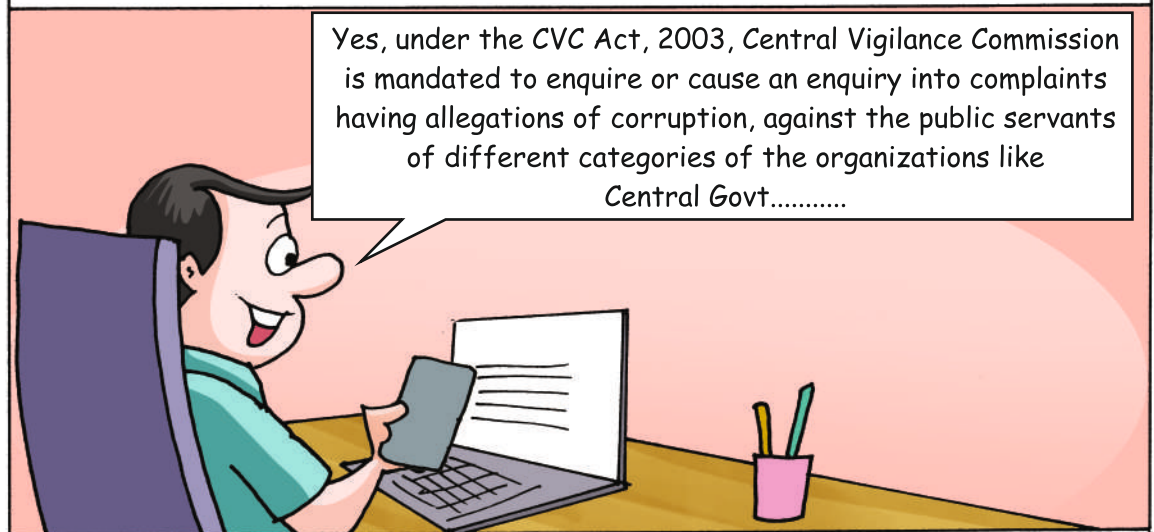 Yes, under the CVC Act, 2003, Central Vigilance Commission
is mandated to enquire or cause an enquiry into complaints
having allegations of corruption, against the public servants
of different categories of the organizations like
Central Govt...........